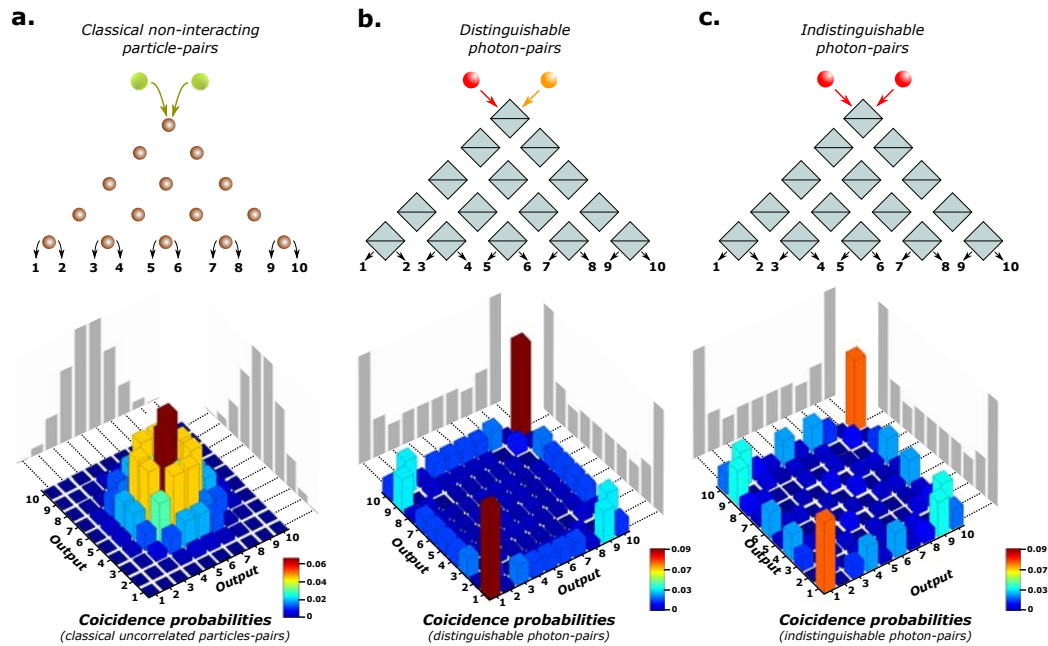 a.
Classical non-interacting
particle-pairs
1 2 3 4 5 6 7 8 9 10
10 9 8 7 6 5 4 3 2 1
Output
1 2 3 4 5 6 7 8 9 10
Output
0.06
0.04
0.02
0
Coicidence probabilities
(classical uncorrelated particles-pairs)
b.
Distinguishable
photon-pairs
1 2 3 4 5 6 7 8 9 10
10 9 8 7 6 5 4 3 2 1
Output
1 2 3 4 5 6 7 8 9 10
Output
0.09
0.06
0.03
0
Coicidence probabilities
(distinguishable photon-pairs)
c.
Indistinguishable
photon-pairs
1 2 3 4 5 6 7 8 9 10
10 9 8 7 6 5 4 3 2 1
Output
1 2 3 4 5 6 7 8 9 10
Output
0.09
0.06
0.03
0
Coicidence probabilities
(indistinguishable photon-pairs)